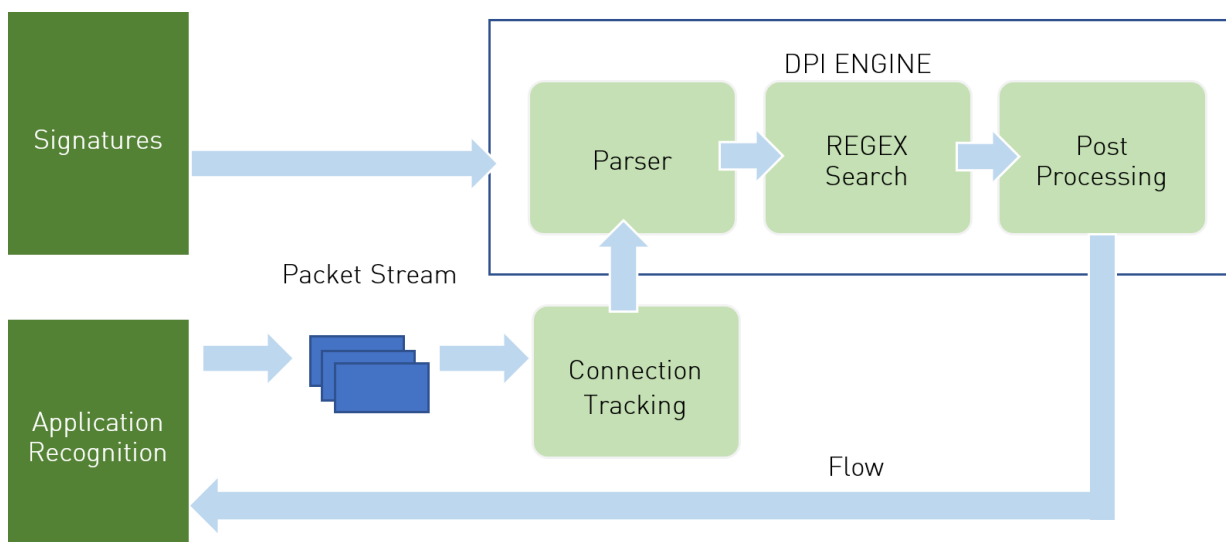 DPI ENGINE
Signatures
Parser
REGEX
Search
Post
Processing
Packet Stream
Connection
Tracking
Application
Recognition
Flow